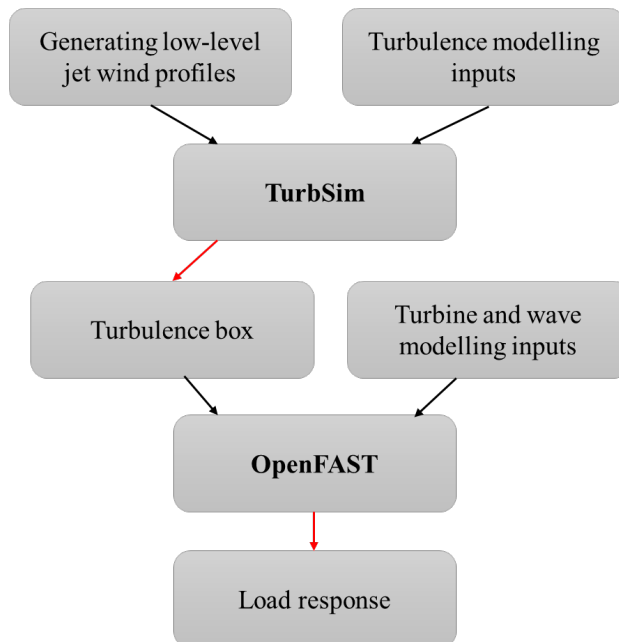 Generating low-level
jet wind profiles
Turbulence modelling
inputs
TurbSim
Turbulence box
Turbine and wave
modelling inputs
OpenFAST
Load response